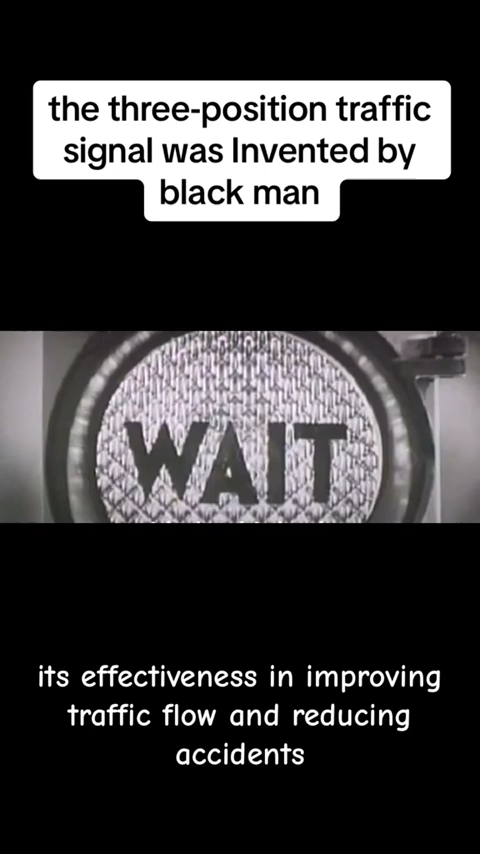 the three-position traffic
signal was Invented by
black man
WAIT
its effectiveness in improving
traffic flow and reducing
accidents